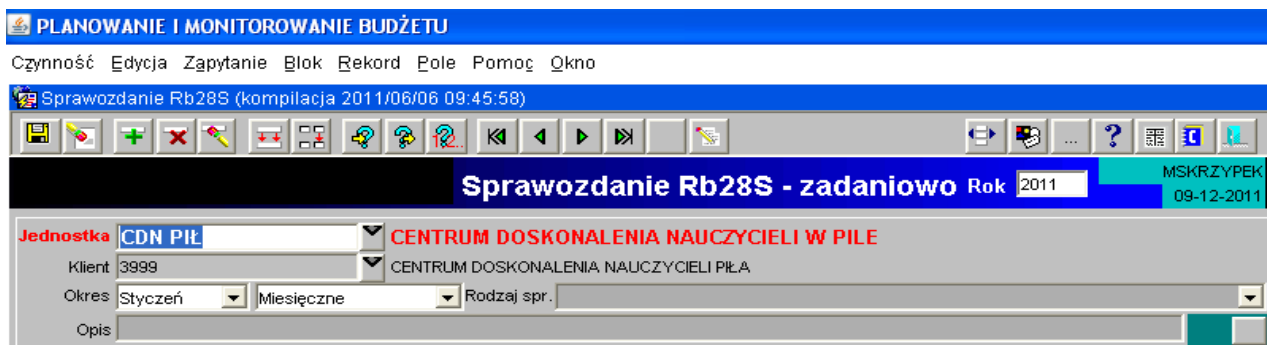 PLANOWANIE I MONITOROWANIE BUDŻETU
Czynność Edycja Zapytanie Blok Rekord Pole Pomoc Okno
Sprawozdanie Rb28S (kompilacja 2011/06/06 09:45:58)
Sprawozdanie Rb28S - zadaniowo Rok 2011 MSKRZYPEK
09-12-2011
Jednostka CDN PIŁ CENTRUM DOSKONALENIA NAUCZYCIELI W PILE
Klient 3999 CENTRUM DOSKONALENIA NAUCZYCIELI PIŁA
Okres Styczeń Miesięczne Rodzaj spr.
Opis